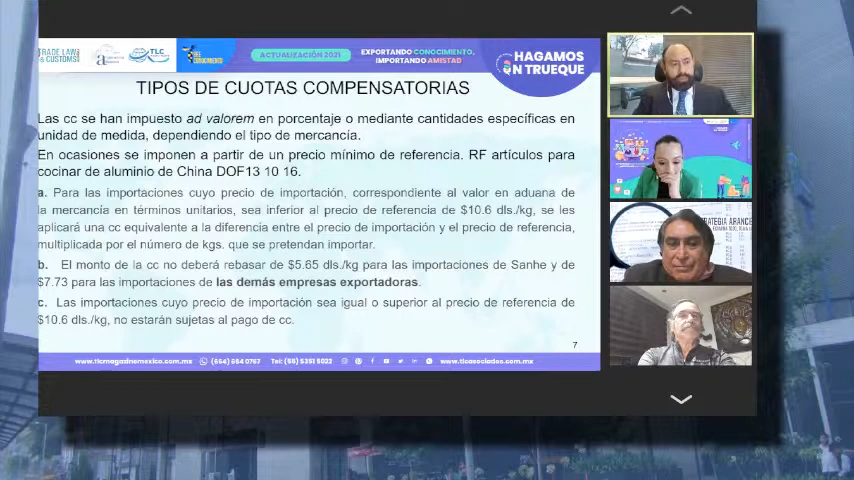 TRADE LAW
& CUSTOMS
TLC
DEL
CONOCIMIENTO
ACTUALIZACIÓN 2021
EXPORTANDO CONOCIMIENTO,
IMPORTANDO AMISTAD
HAGAMOS
UN TRUEQUE
TIPOS DE CUOTAS COMPENSATORIAS
Las cc se han impuesto ad valorem en porcentaje o mediante cantidades específicas en
unidad de medida, dependiendo el tipo de mercancía.
En ocasiones se imponen a partir de un precio mínimo de referencia. RF artículos para
cocinar de aluminio de China DOF13 10 16.
a. Para las importaciones cuyo precio de importación, correspondiente al valor en aduana de
la mercancía en términos unitarios, sea inferior al precio de referencia de $10.6 dls./kg, se les
aplicará una cc equivalente a la diferencia entre el precio de importación y el precio de referencia,
multiplicada por el número de kgs. que se pretendan importar.
b. El monto de la cc no deberá rebasar de $5.65 dls./kg para las importaciones de Sanhe y de
$7.73 para las importaciones de las demás empresas exportadoras.
c. Las importaciones cuyo precio de importación sea igual o superior al precio de referencia de
$10.6 dls./kg, no estarán sujetas al pago de cc.
7
www.tlcmagazinemexico.com.mx
Tel:
www.tlcasociados.com.mx